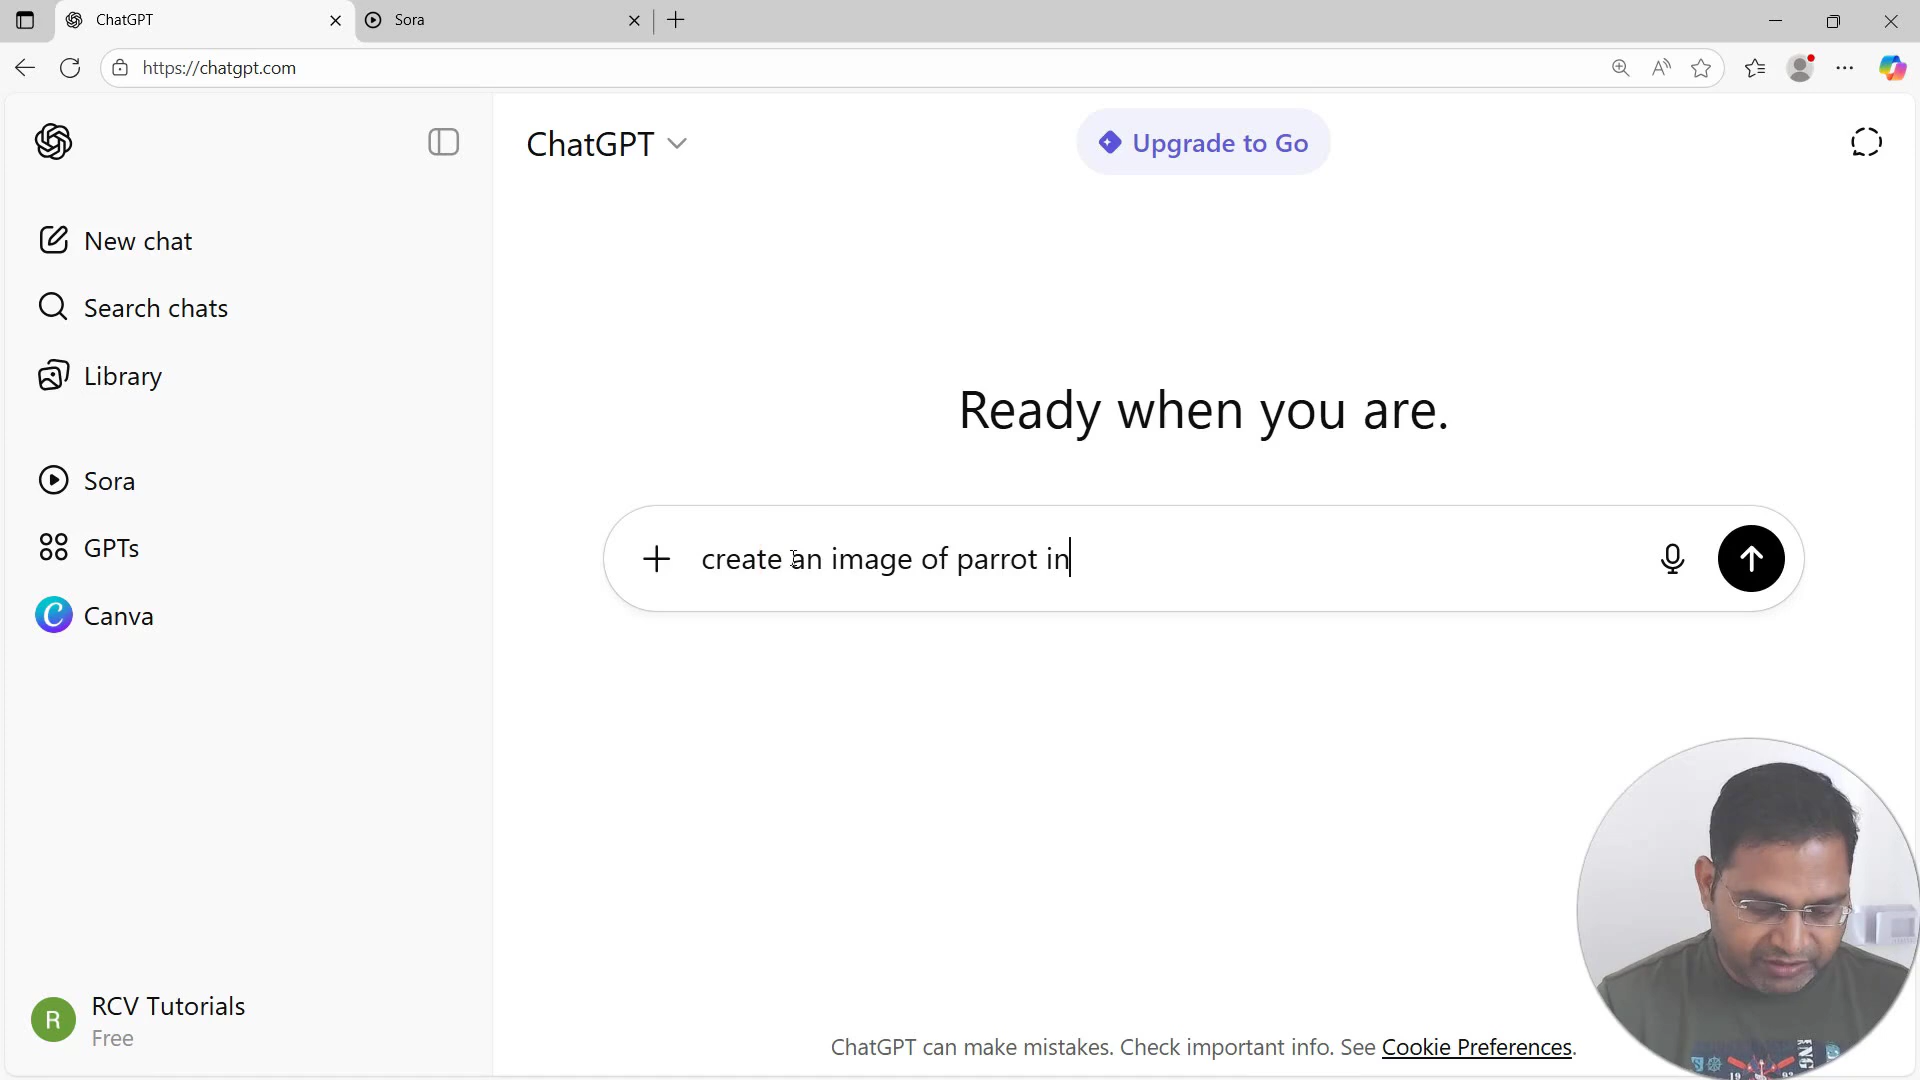 ChatGPT
Sora
https://chatgpt.com
ChatGPT
Upgrade to Go
New chat
Search chats
Library
Sora
GPTs
C Canva
Ready when you are.
create an image of parrot in
R
RCV Tutorials
Free
ChatGPT can make mistakes. Check important info. See Cookie Preferences.